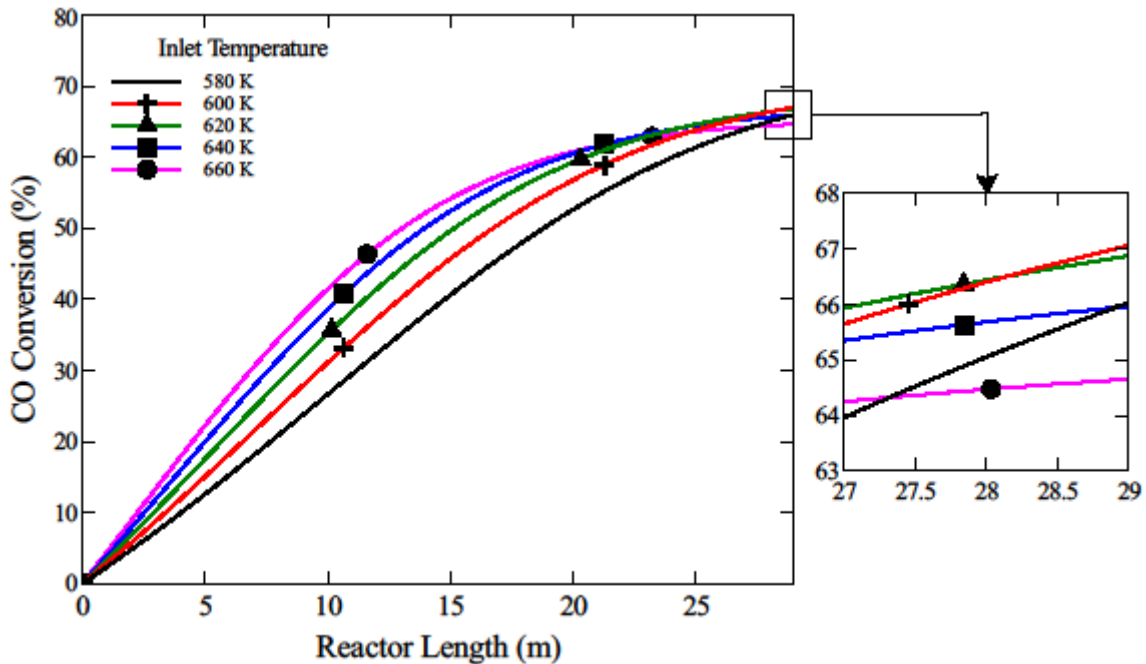 80
70
60
50
40
30
20
10
0
CO Conversion (%)
Inlet Temperature
580 K
600 K
620 K
640 K
660 K
0 5 10 15 20 25
Reactor Length (m)
68
67
66
65
64
63
27 27.5 28 28.5 29